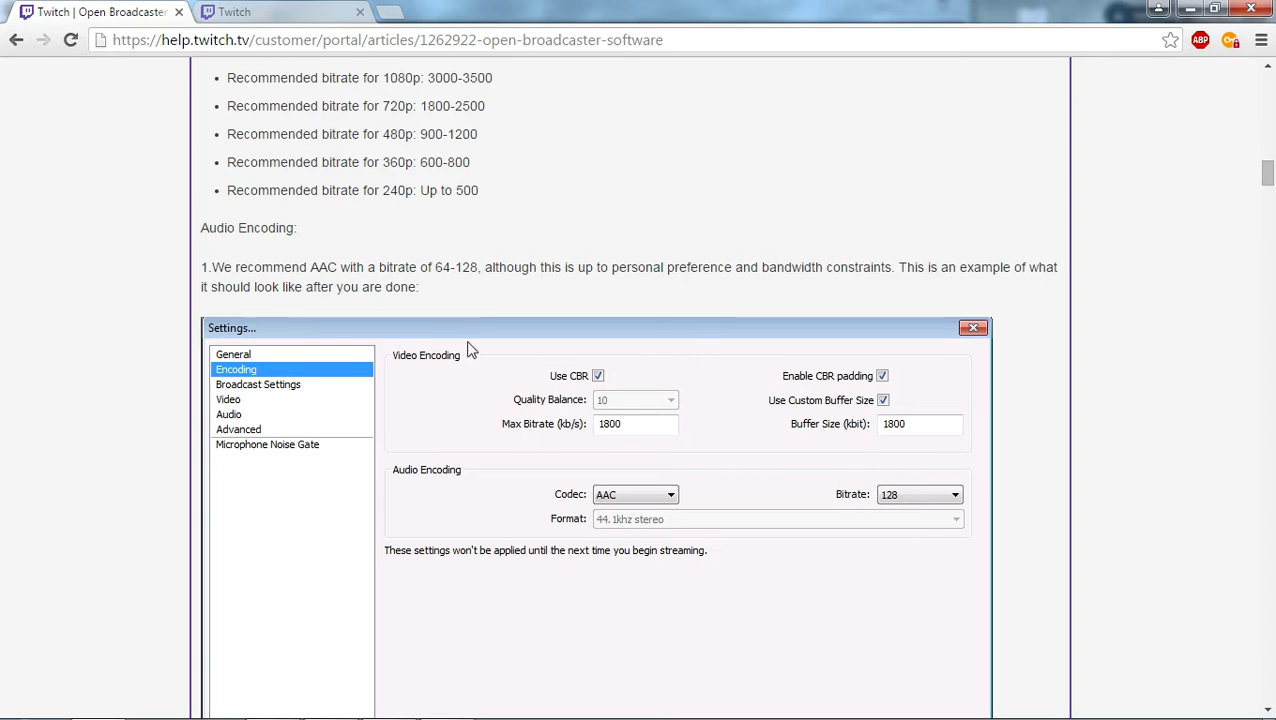 Twitch | Open Broadcaster
Twitch
https://help.twitch.tv/customer/portal/articles/1262922-open-broadcaster-software
ABP
Recommended bitrate for 1080p: 3000-3500
Recommended bitrate for 720p: 1800-2500
Recommended bitrate for 480p: 900-1200
Recommended bitrate for 360p: 600-800
Recommended bitrate for 240p: Up to 500
Audio Encoding:
1.We recommend AAC with a bitrate of 64-128, although this is up to personal preference and bandwidth constraints. This is an example of what
it should look like after you are done:
Settings...
General
Encoding
Broadcast Settings
Video
Audio
Advanced
Microphone Noise Gate
Video Encoding
Use CBR
Enable CBR padding
Quality Balance: 10
Use Custom Buffer Size
Max Bitrate (kb/s): 1800
Buffer Size (kbit): 1800
Audio Encoding
Codec: AAC
Bitrate: 128
Format: 44.1khz stereo
These settings won't be applied until the next time you begin streaming.